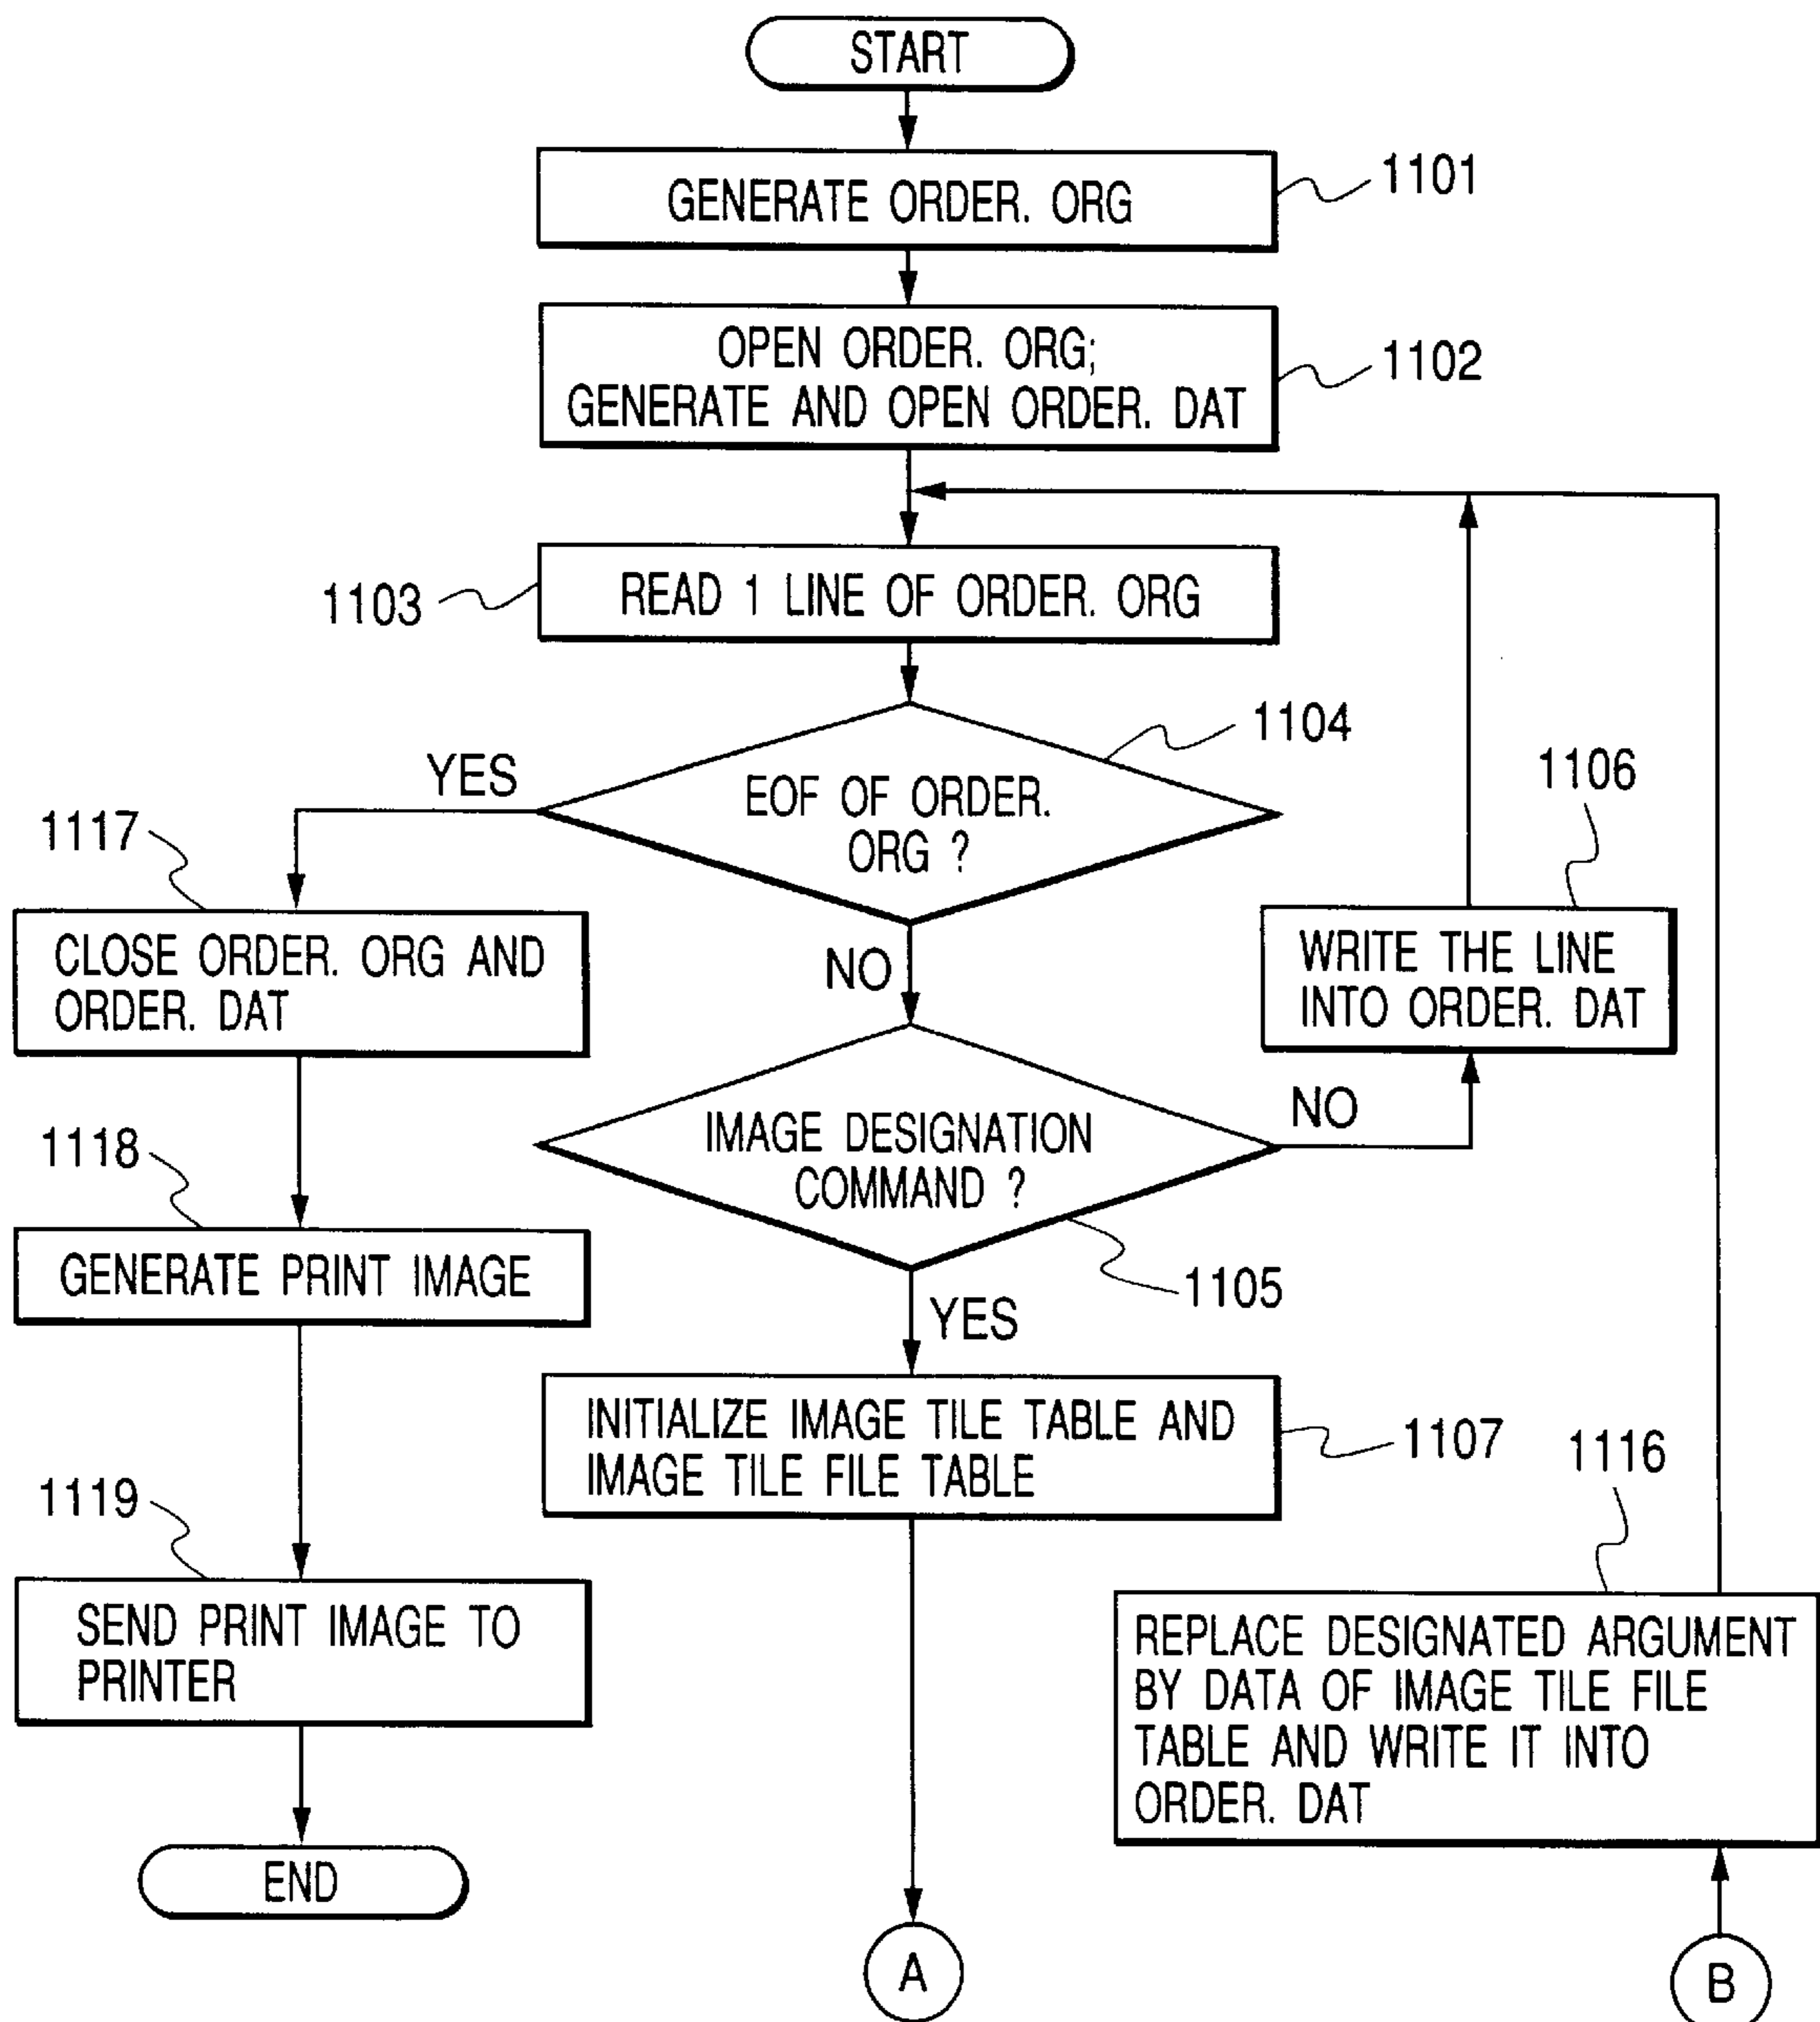 START
GENERATE ORDER. ORG
1101
OPEN ORDER. ORG;
GENERATE AND OPEN ORDER. DAT
1102
1103
READ 1 LINE OF ORDER. ORG
1104
EOF OF ORDER.
ORG ?
YES
NO
1117
CLOSE ORDER. ORG AND
ORDER. DAT
1106
WRITE THE LINE
INTO ORDER. DAT
IMAGE DESIGNATION
COMMAND ?
NO
1105
YES
1118
GENERATE PRINT IMAGE
INITIALIZE IMAGE TILE TABLE AND
IMAGE TILE FILE TABLE
1107
1116
REPLACE DESIGNATED ARGUMENT
BY DATA OF IMAGE TILE FILE
TABLE AND WRITE IT INTO
ORDER. DAT
1119
SEND PRINT IMAGE TO
PRINTER
END
A
B